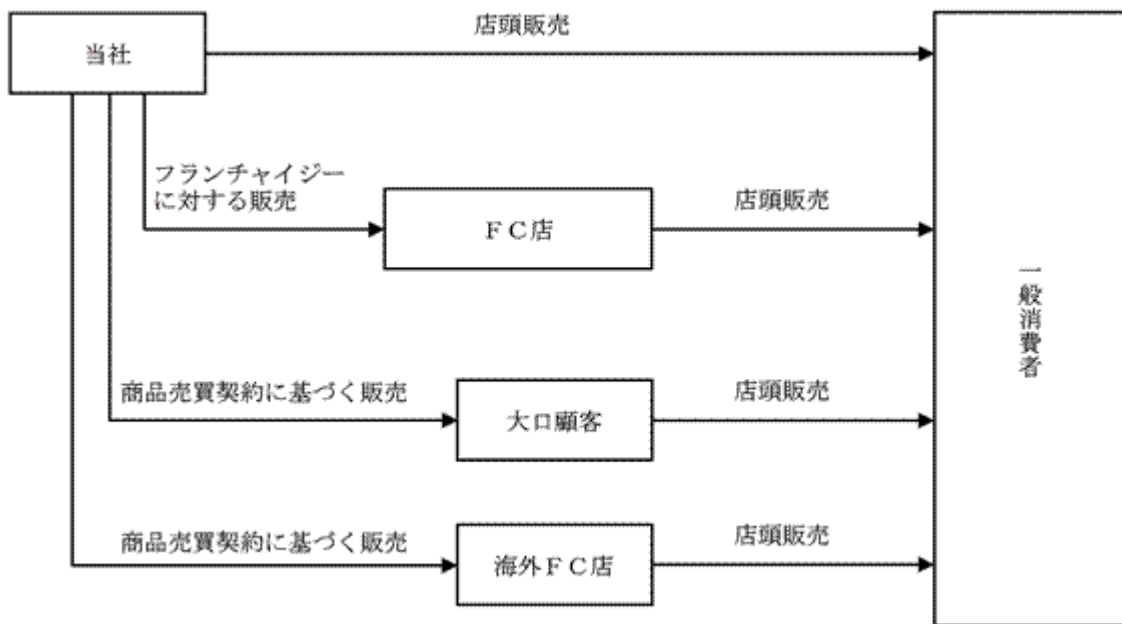 店頭販売
当社
フランチャイジー
に対する販売
ＦＣ店
店頭販売
一般消費者
商品売買契約に基づく販売
大口顧客
店頭販売
商品売買契約に基づく販売
海外ＦＣ店
店頭販売